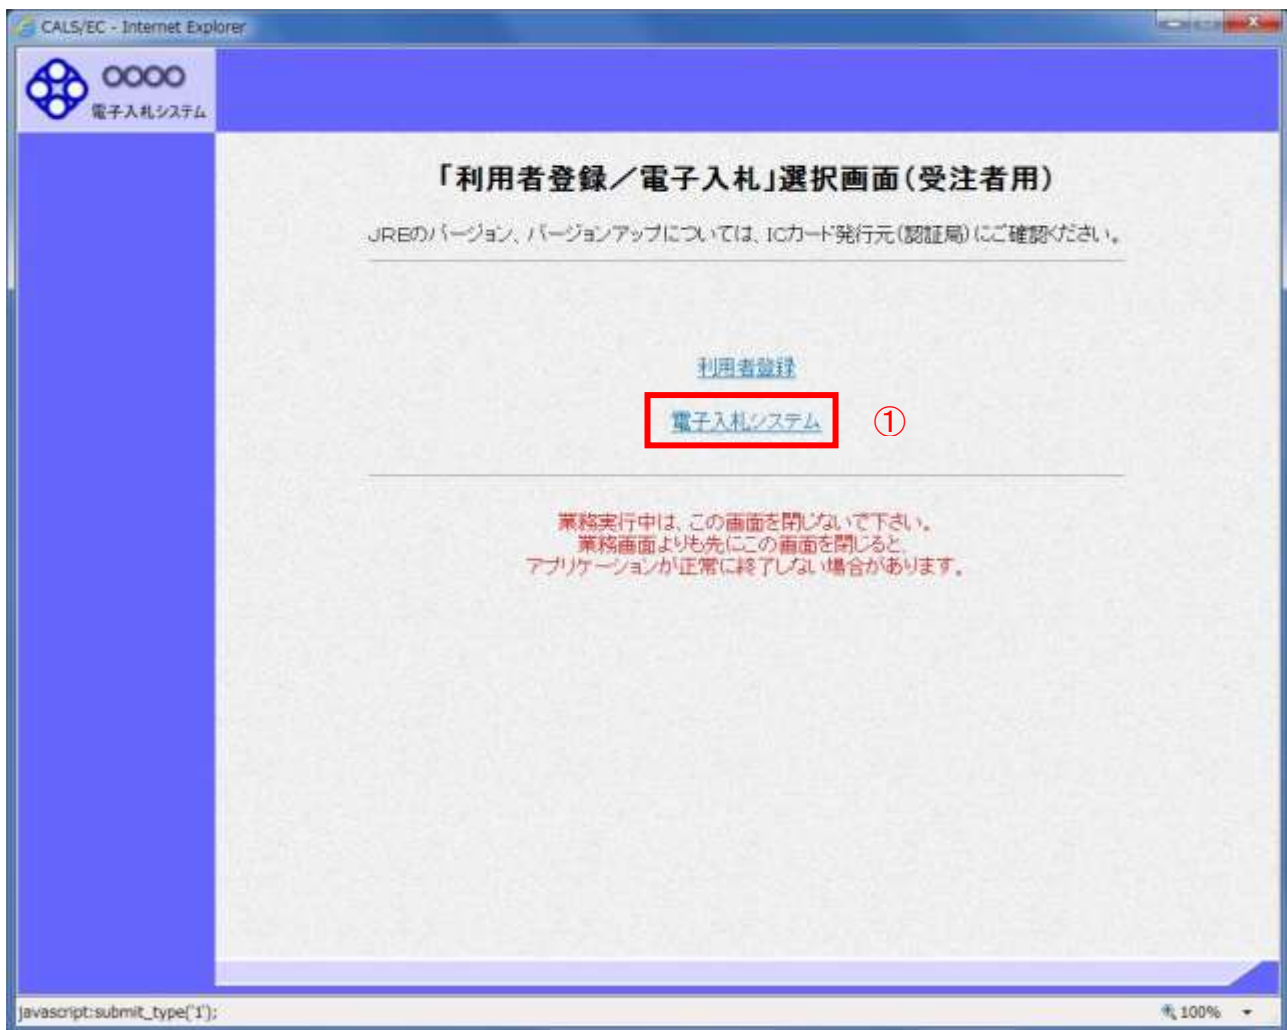 CALS/EC - Internet Explorer
○○○○
電子入札システム
「利用者登録／電子入札」選択画面(受注者用)
JREのバージョン、バージョンアップについては、ICカード発行元(認証局)にご確認ください。
利用者登録
電子入札システム ①
業務実行中は、この画面を閉じないで下さい。
業務画面よりも先にこの画面を閉じると、
アプリケーションが正常に終了しない場合があります。
javascript:submit_type('1');
100%